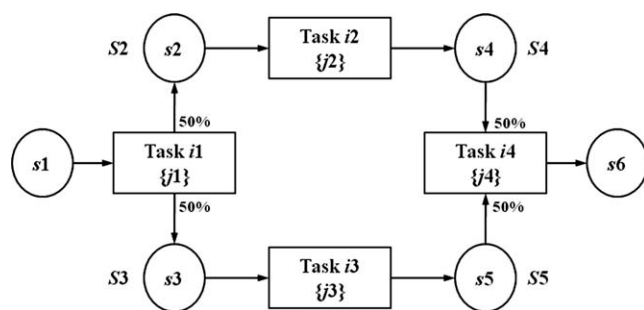 S2
s2
Task i2
{j2}
s4
S4
50%
50%
s1
Task i1
{j1}
Task i4
{j4}
s6
50%
50%
S3
s3
Task i3
{j3}
s5
S5